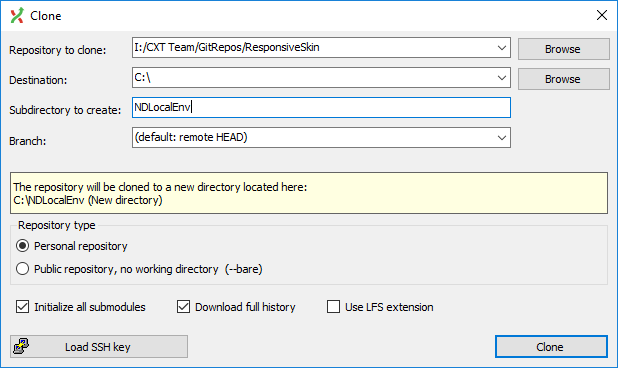 Clone
Repository to clone: I:/CXT Team/GitRepos/ResponsiveSkin Browse
Destination: C:\ Browse
Subdirectory to create: NDLocalEnv
Branch: (default: remote HEAD)
The repository will be cloned to a new directory located here:
C:\NDLocalEnv (New directory)
Repository type
Personal repository
Public repository, no working directory (--bare)
Initialize all submodules Download full history Use LFS extension
Load SSH key Clone